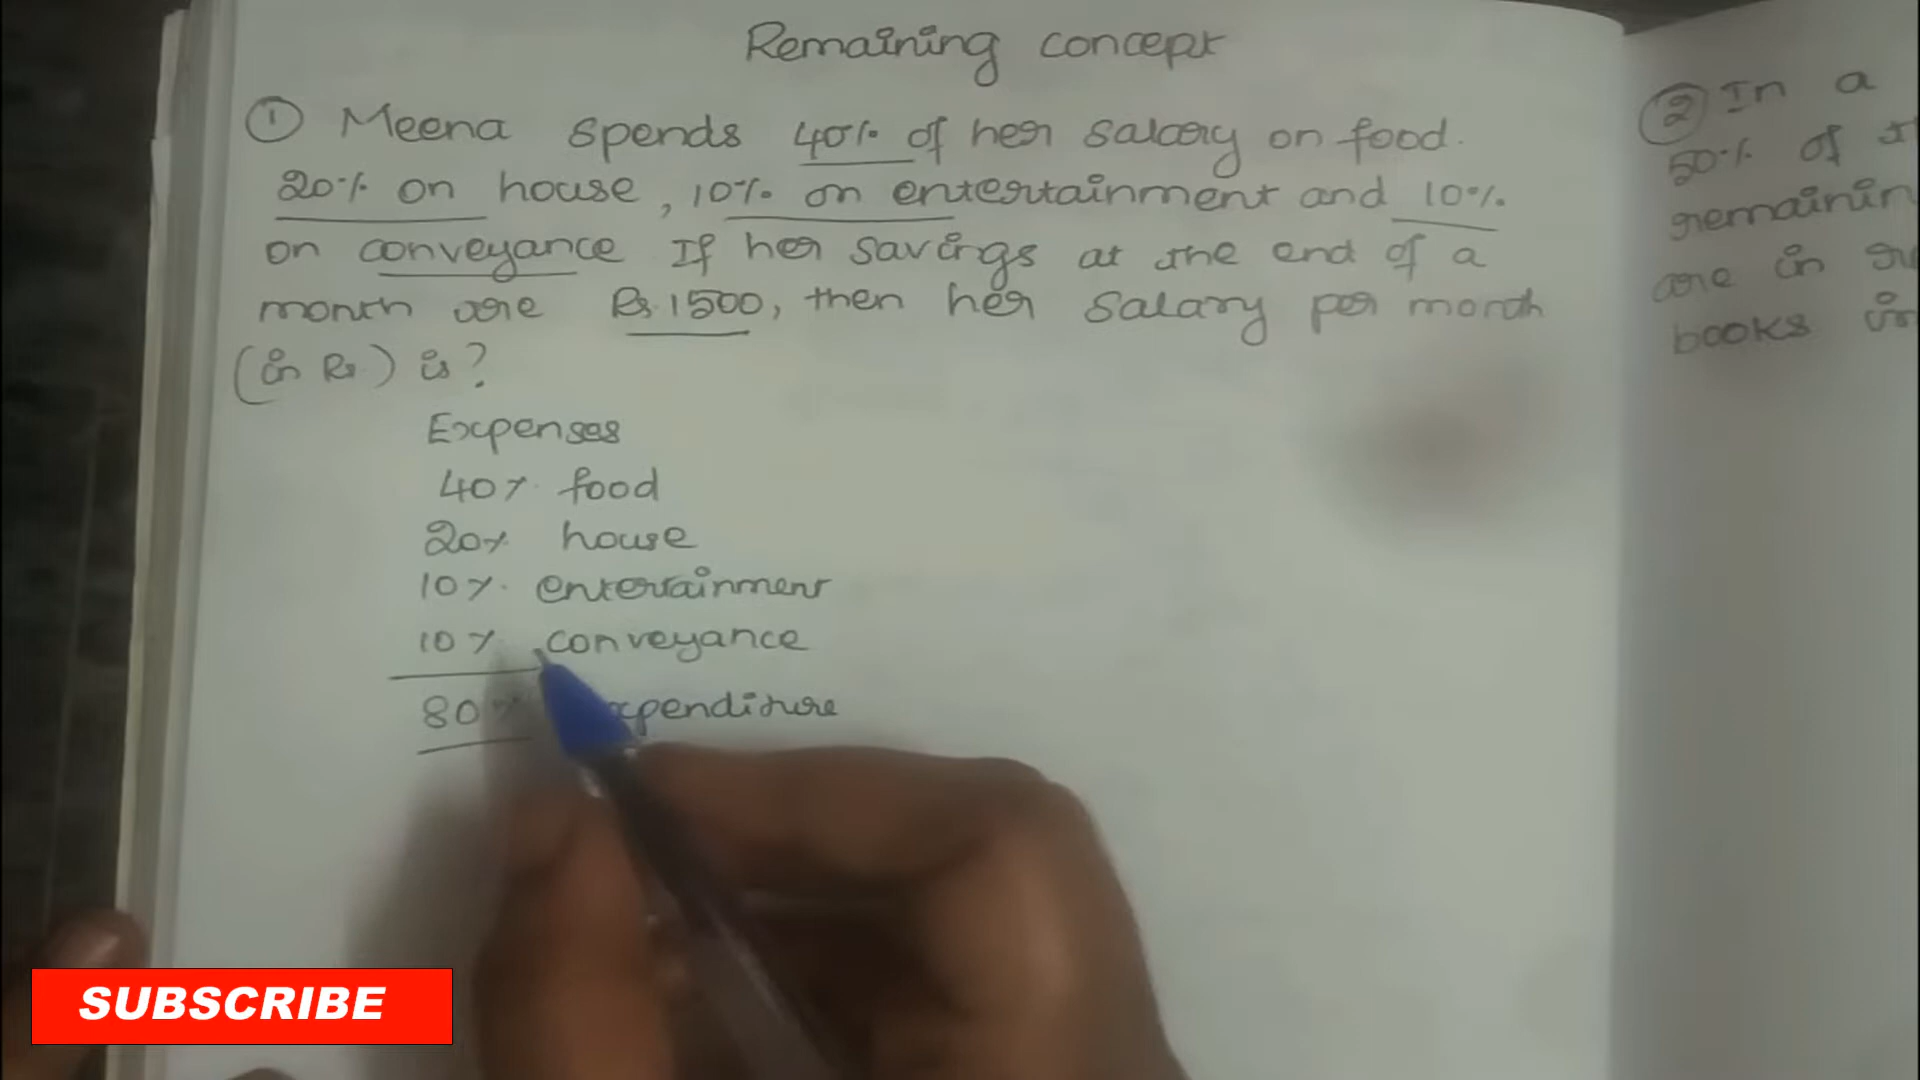 Remaining concept
① Meena spends 40% of her salary on food.
20% on house, 10% on entertainment and 10%
on conveyance If her savings at the end of a
month are Rs.1500, then her salary per month
(in Rs) is?
Expenses
40% food
20% house
10% entertainment
10% conveyance
80%
② In a
50% of
are in
books in
SUBSCRIBE